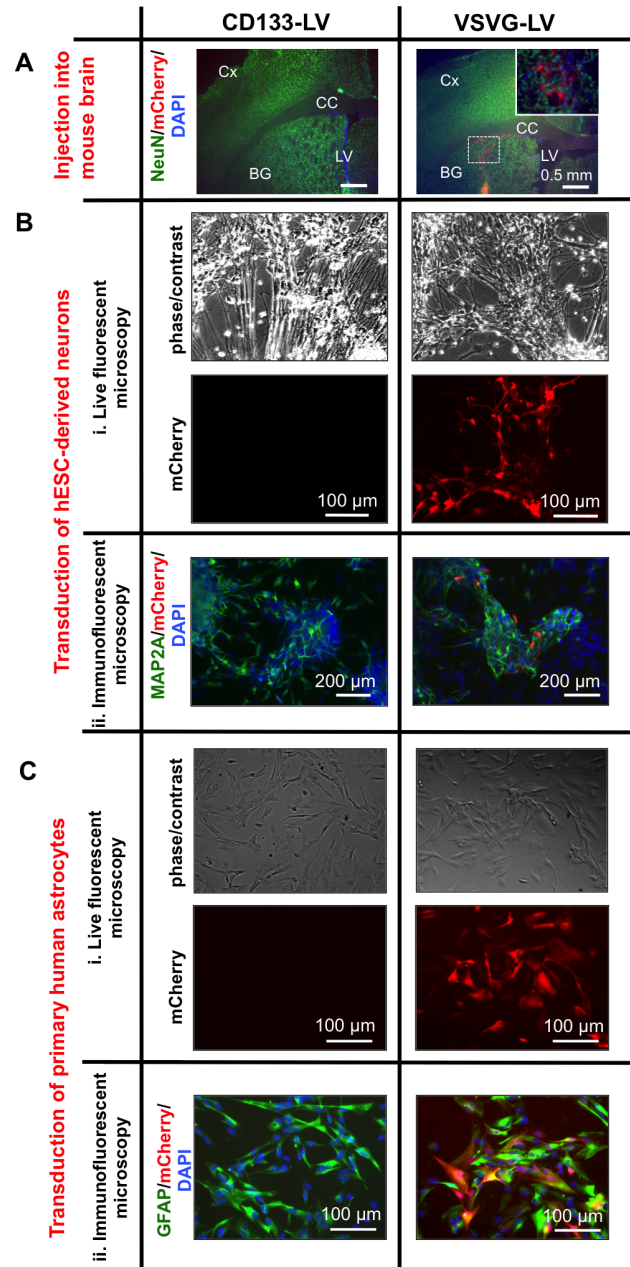 CD133-LV
VSVG-LV
A
Injection into
mouse brain
NeuN/mCherry/
DAPI
Cx
CC
BG
LV
Cx
CC
BG
LV
0.5 mm
B
Transduction of hESC-derived neurons
i. Live fluorescent
microscopy
phase/contrast
mCherry
100 µm
100 µm
ii. Immunofluorescent
microscopy
MAP2A/mCherry/
DAPI
200 µm
200 µm
C
Transduction of primary human astrocytes
i. Live fluorescent
microscopy
phase/contrast
mCherry
100 µm
100 µm
ii. Immunofluorescent
microscopy
GFAP/mCherry/
DAPI
100 µm
100 µm